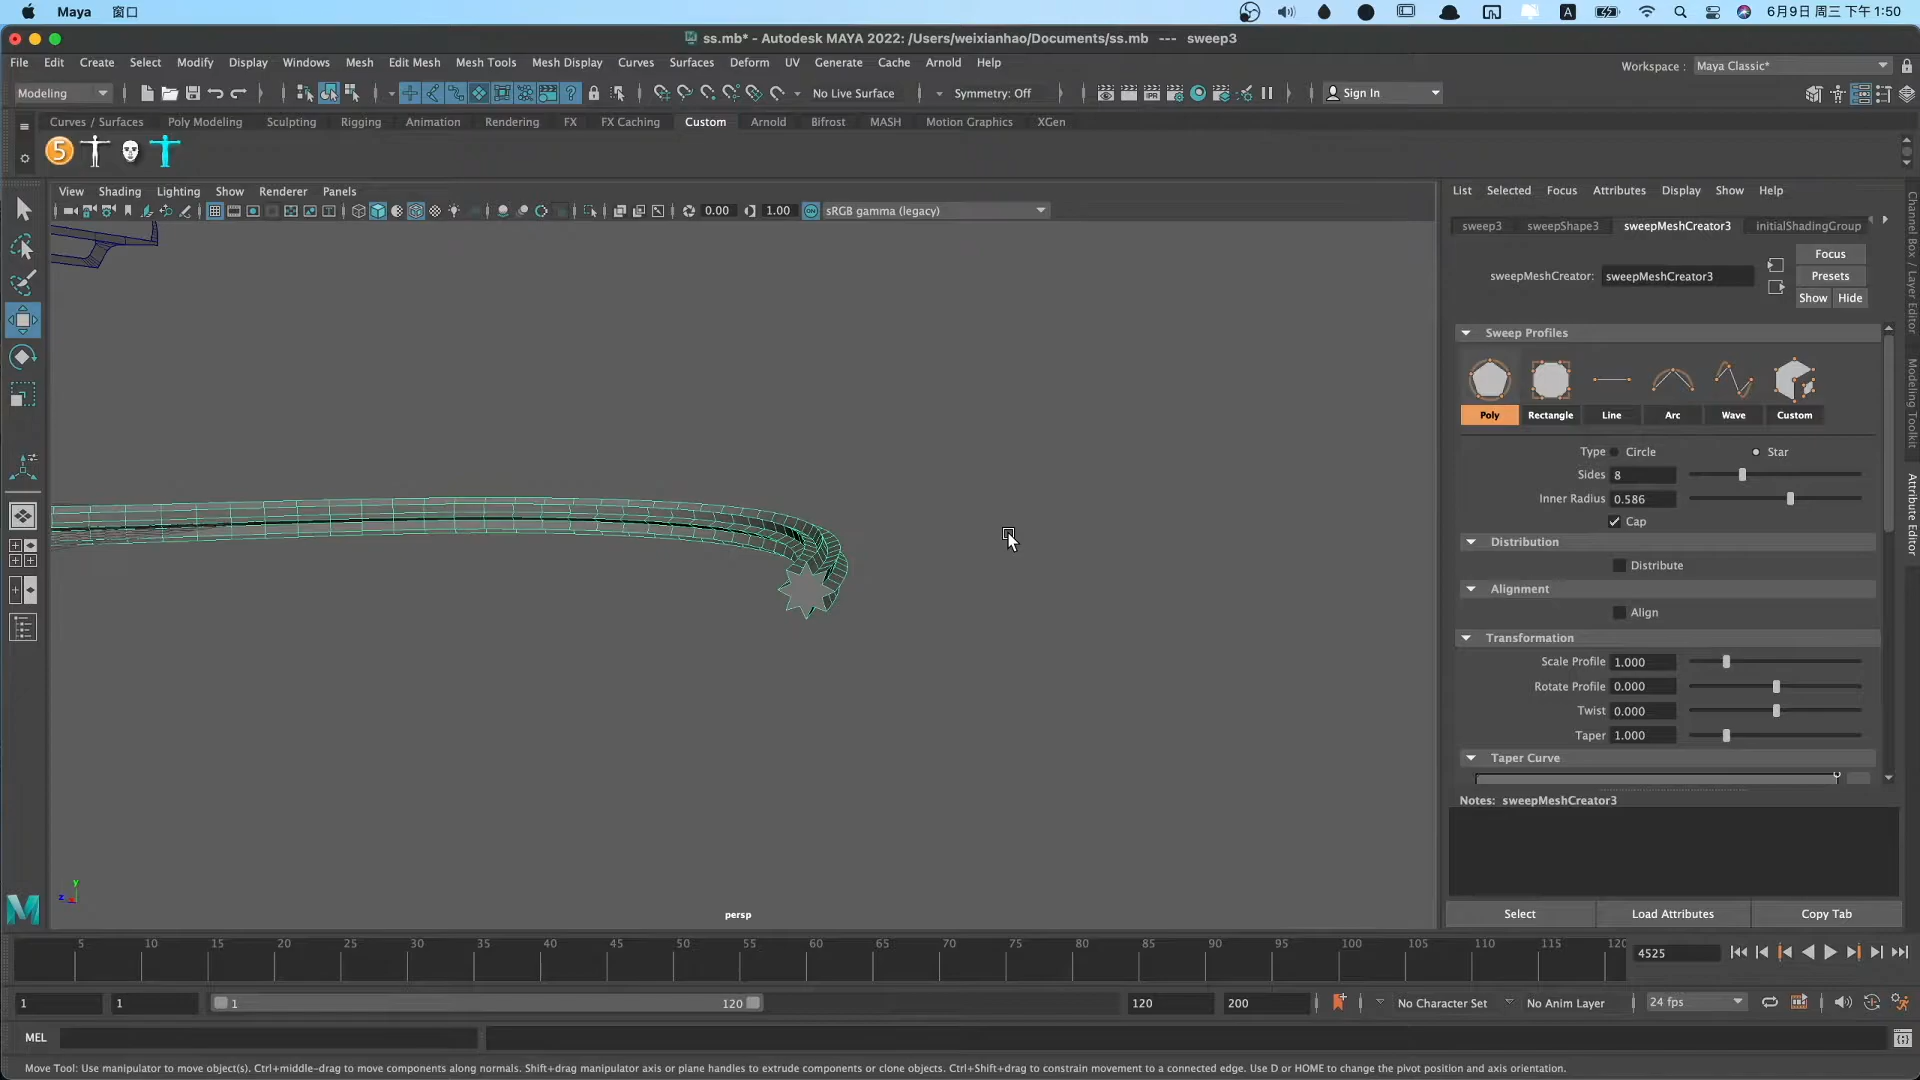 Maya 窗口
A 6月9日 周三 下午 1:50
ss.mb* - Autodesk MAYA 2022: /Users/weixianhao/Documents/ss.mb --- sweep3
File Edit Create Select Modify Display Windows Mesh Edit Mesh Mesh Tools Mesh Display Curves Surfaces Deform UV Generate Cache Arnold Help
Workspace : Maya Classic*
Modeling No Live Surface Symmetry: Off Sign In
Curves / Surfaces Poly Modeling Sculpting Rigging Animation Rendering FX FX Caching Custom Arnold Bifrost MASH Motion Graphics XGen
5
View Shading Lighting Show Renderer Panels
0.00 1.00 ON sRGB gamma (legacy)
List Selected Focus Attributes Display Show Help
sweep3 sweepShape3 sweepMeshCreator3 initialShadingGroup
Focus
sweepMeshCreator: sweepMeshCreator3
Presets
Show Hide
Sweep Profiles
Poly Rectangle Line Arc Wave Custom
Type Circle Star
Sides 8
Inner Radius 0.586
Cap
Distribution
Distribute
Alignment
Align
Transformation
Scale Profile 1.000
Rotate Profile 0.000
Twist 0.000
Taper 1.000
Taper Curve
Notes: sweepMeshCreator3
Select Load Attributes Copy Tab
Channel Box / Layer Editor
Modeling Toolkit
Attribute Editor
y
z
persp
M
5 10 15 20 25 30 35 40 45 50 55 60 65 70 75 80 85 90 95 100 105 110 115 120
4525
1 1 1 120 120 200 No Character Set No Anim Layer 24 fps
MEL
Move Tool: Use manipulator to move object(s). Ctrl+middle-drag to move components along normals. Shift+drag manipulator axis or plane handles to extrude components or clone objects. Ctrl+Shift+drag to constrain movement to a connected edge. Use D or HOME to change the pivot position and axis orientation.